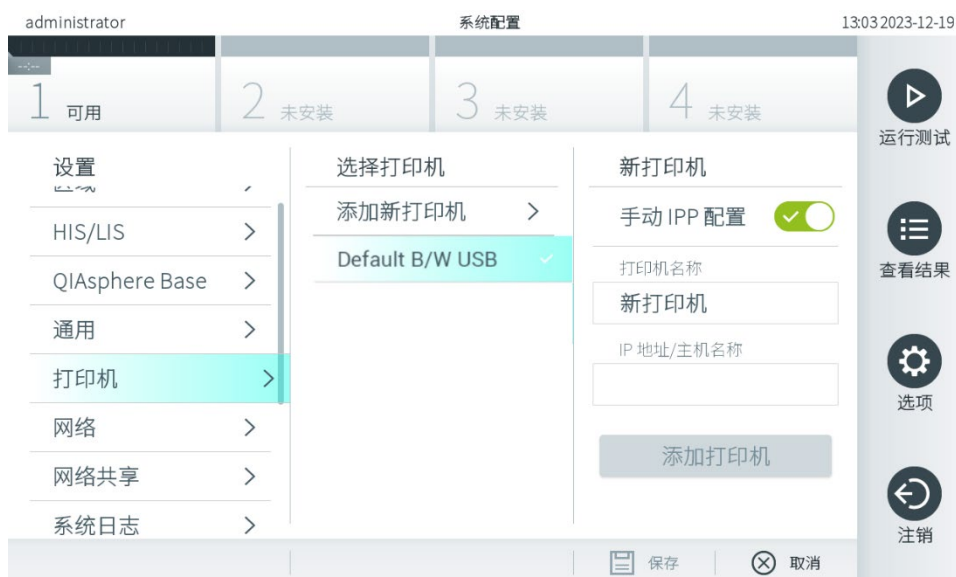 administrator 系统配置 13:03 2023-12-19
--:--
1 可用 2 未安装 3 未安装 4 未安装
运行测试
设置 选择打印机 新打印机
区域
添加新打印机 手动 IPP 配置
HIS/LIS
Default B/W USB
查看结果
QIAsphere Base
打印机名称
新打印机
通用
IP 地址/主机名称
打印机
选项
网络
添加打印机
网络共享
系统日志
注销
保存 取消